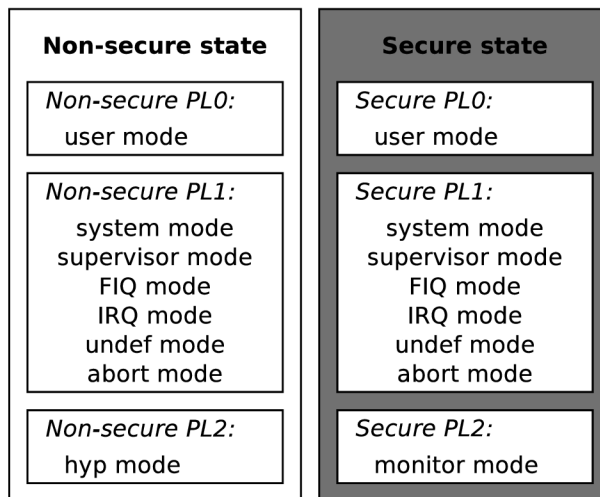 Non-secure state
Non-secure PL0:
user mode
Non-secure PL1:
system mode
supervisor mode
FIQ mode
IRQ mode
undef mode
abort mode
Non-secure PL2:
hyp mode
Secure state
Secure PL0:
user mode
Secure PL1:
system mode
supervisor mode
FIQ mode
IRQ mode
undef mode
abort mode
Secure PL2:
monitor mode